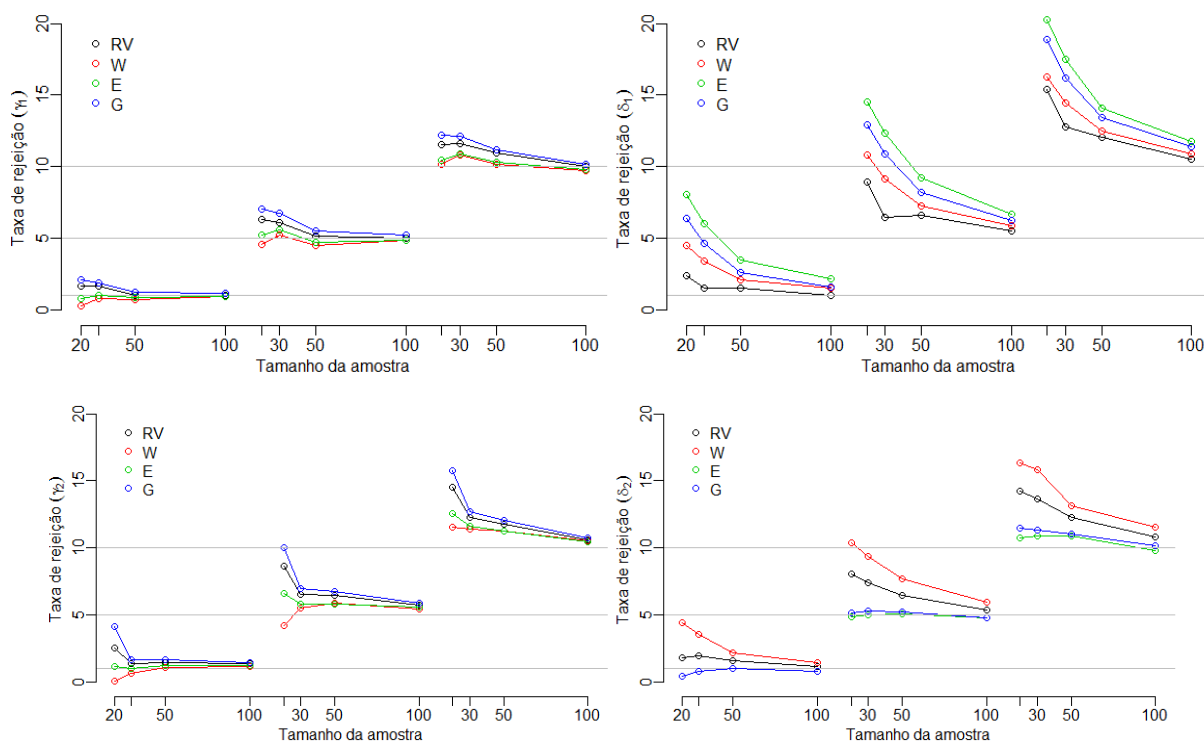 Taxa de rejeição (γ1)
20
15
10
5
0
RV
W
E
G
20 50 100 30 50 100 30 50 100
Tamanho da amostra
Taxa de rejeição (δ1)
20
15
10
5
0
RV
W
E
G
20 50 100 30 50 100 30 50 100
Tamanho da amostra
Taxa de rejeição (γ2)
20
15
10
5
0
RV
W
E
G
20 50 100 30 50 100 30 50 100
Tamanho da amostra
Taxa de rejeição (δ2)
20
15
10
5
0
RV
W
E
G
20 50 100 30 50 100 30 50 100
Tamanho da amostra